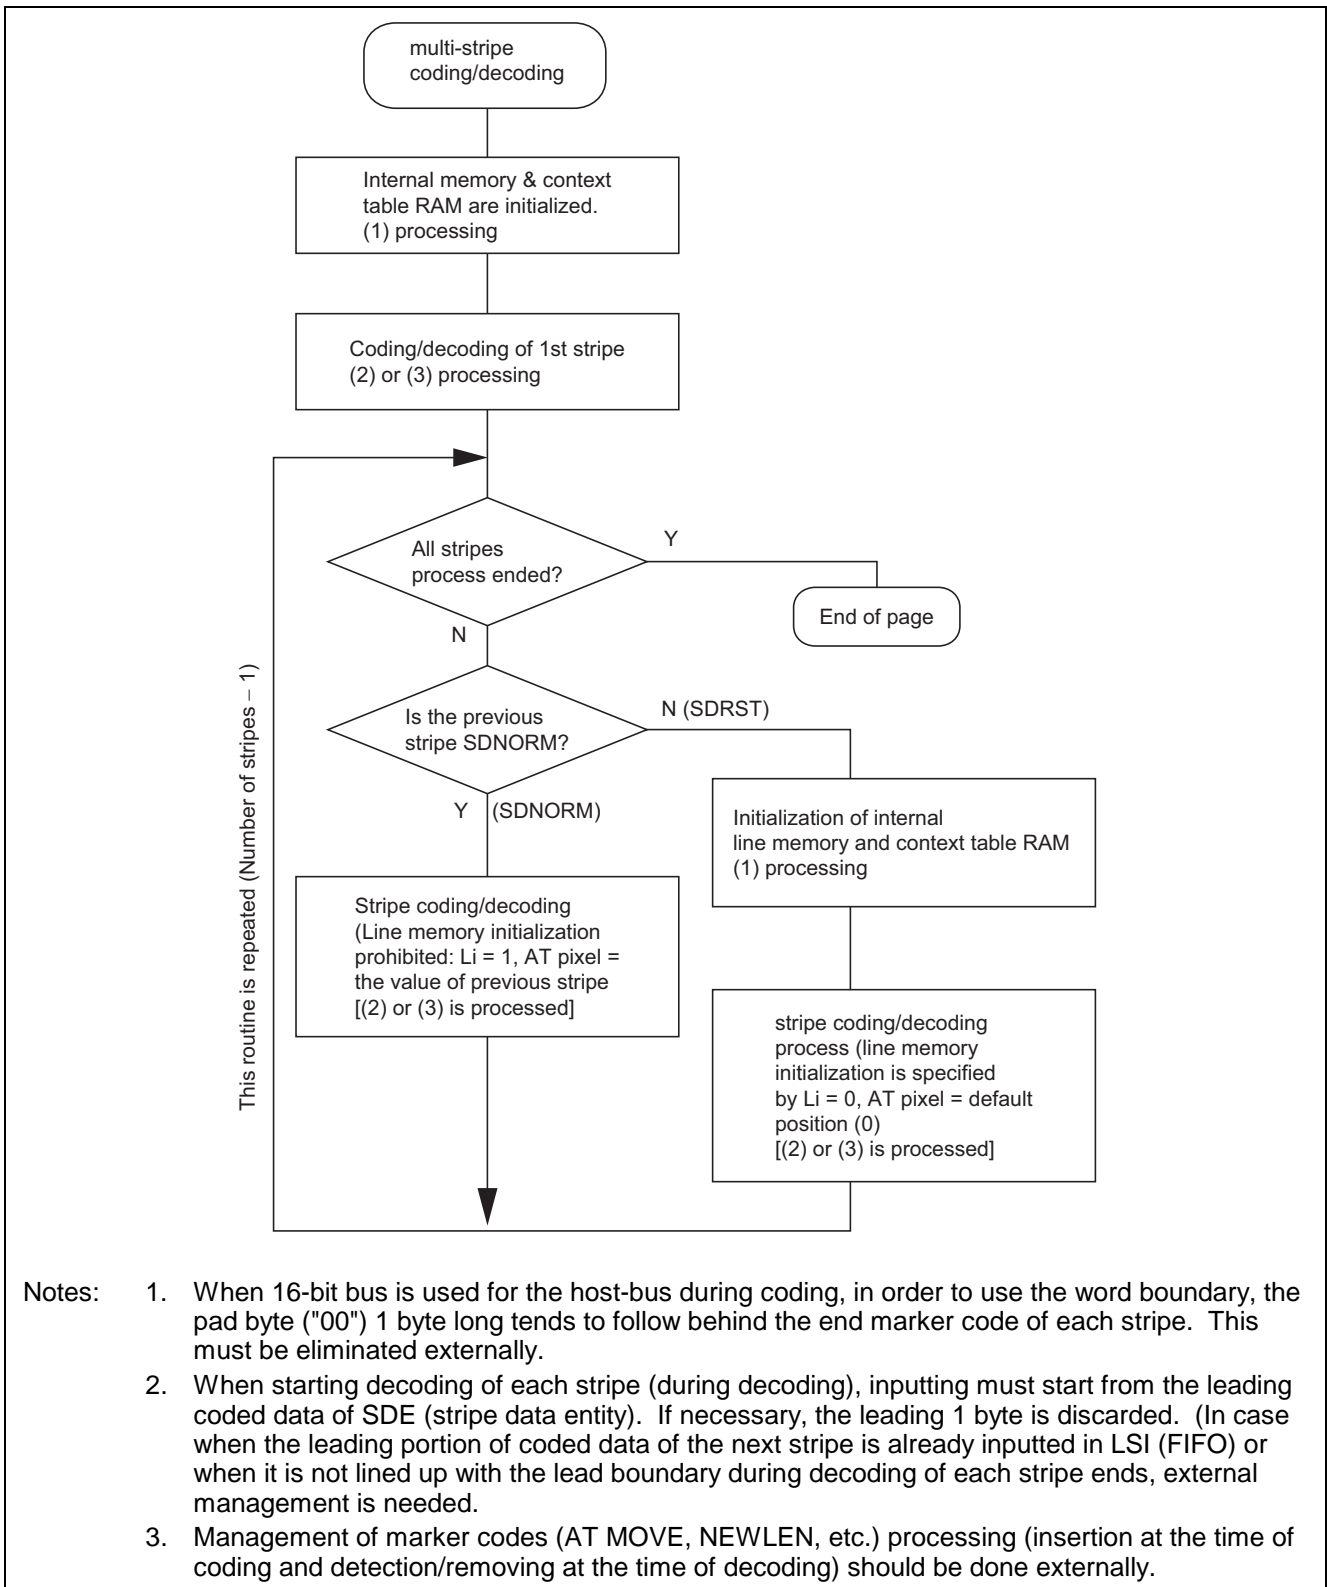 multi-stripe
coding/decoding
Internal memory & context
table RAM are initialized.
(1) processing
Coding/decoding of 1st stripe
(2) or (3) processing
All stripes
process ended?
Y
End of page
N
This routine is repeated (Number of stripes – 1)
Is the previous
stripe SDNORM?
N (SDRST)
Y (SDNORM)
Initialization of internal
line memory and context table RAM
(1) processing
Stripe coding/decoding
(Line memory initialization
prohibited: Li = 1, AT pixel =
the value of previous stripe
[(2) or (3) is processed]
stripe coding/decoding
process (line memory
initialization is specified
by Li = 0, AT pixel = default
position (0)
[(2) or (3) is processed]
Notes: 1. When 16-bit bus is used for the host-bus during coding, in order to use the word boundary, the
pad byte ("00") 1 byte long tends to follow behind the end marker code of each stripe. This
must be eliminated externally.
2. When starting decoding of each stripe (during decoding), inputting must start from the leading
coded data of SDE (stripe data entity). If necessary, the leading 1 byte is discarded. (In case
when the leading portion of coded data of the next stripe is already inputted in LSI (FIFO) or
when it is not lined up with the lead boundary during decoding of each stripe ends, external
management is needed.
3. Management of marker codes (AT MOVE, NEWLEN, etc.) processing (insertion at the time of
coding and detection/removing at the time of decoding) should be done externally.